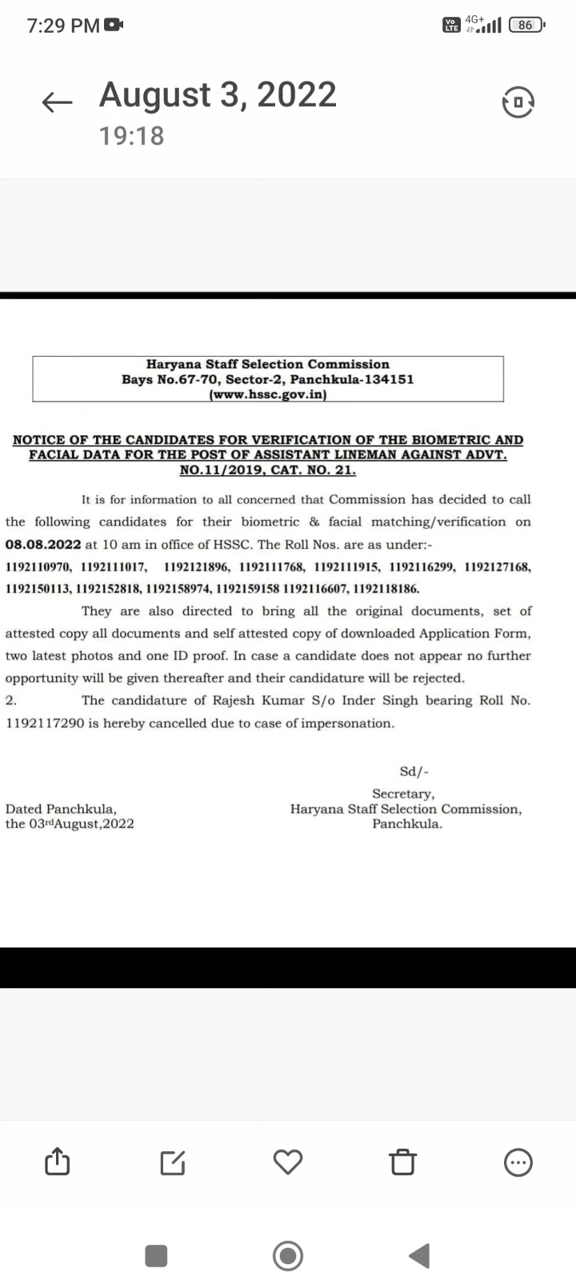 7:29 PM
Vo LTE 4G+ 86
August 3, 2022
19:18
Haryana Staff Selection Commission
Bays No.67-70, Sector-2, Panchkula-134151
(www.hssc.gov.in)
NOTICE OF THE CANDIDATES FOR VERIFICATION OF THE BIOMETRIC AND
FACIAL DATA FOR THE POST OF ASSISTANT LINEMAN AGAINST ADVT.
NO.11/2019, CAT. NO. 21.
It is for information to all concerned that Commission has decided to call
the following candidates for their biometric & facial matching/verification on
08.08.2022 at 10 am in office of HSSC. The Roll Nos. are as under:-
1192110970, 1192111017, 1192121896, 1192111768, 1192111915, 1192116299, 1192127168,
1192150113, 1192152818, 1192158974, 1192159158 1192116607, 1192118186.
They are also directed to bring all the original documents, set of
attested copy all documents and self attested copy of downloaded Application Form,
two latest photos and one ID proof. In case a candidate does not appear no further
opportunity will be given thereafter and their candidature will be rejected.
2. The candidature of Rajesh Kumar S/o Inder Singh bearing Roll No.
1192117290 is hereby cancelled due to case of impersonation.
Sd/-
Secretary,
Dated Panchkula, Haryana Staff Selection Commission,
the 03rdAugust,2022 Panchkula.